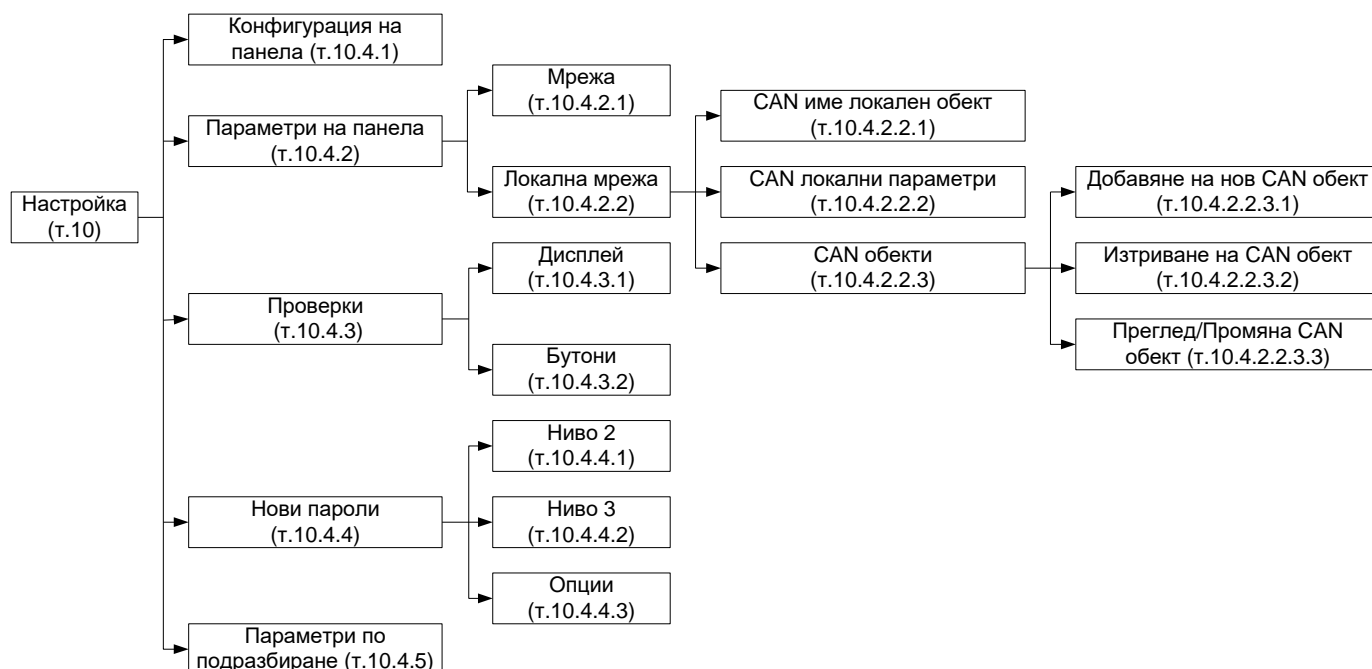 Конфигурация на
панела (т.10.4.1)
Мрежа
(т.10.4.2.1)
CAN име локален обект
(т.10.4.2.2.1)
Параметри на панела
(т.10.4.2)
Локална мрежа
(т.10.4.2.2)
CAN локални параметри
(т.10.4.2.2.2)
Добавяне на нов CAN обект
(т.10.4.2.2.3.1)
Настройка
(т.10)
Дисплей
(т.10.4.3.1)
CAN обекти
(т.10.4.2.2.3)
Изтриване на CAN обект
(т.10.4.2.2.3.2)
Проверки
(т.10.4.3)
Преглед/Промяна CAN
обект (т.10.4.2.2.3.3)
Бутони
(т.10.4.3.2)
Ниво 2
(т.10.4.4.1)
Нови пароли
(т.10.4.4)
Ниво 3
(т.10.4.4.2)
Опции
(т.10.4.4.3)
Параметри по
подразбиране (т.10.4.5)